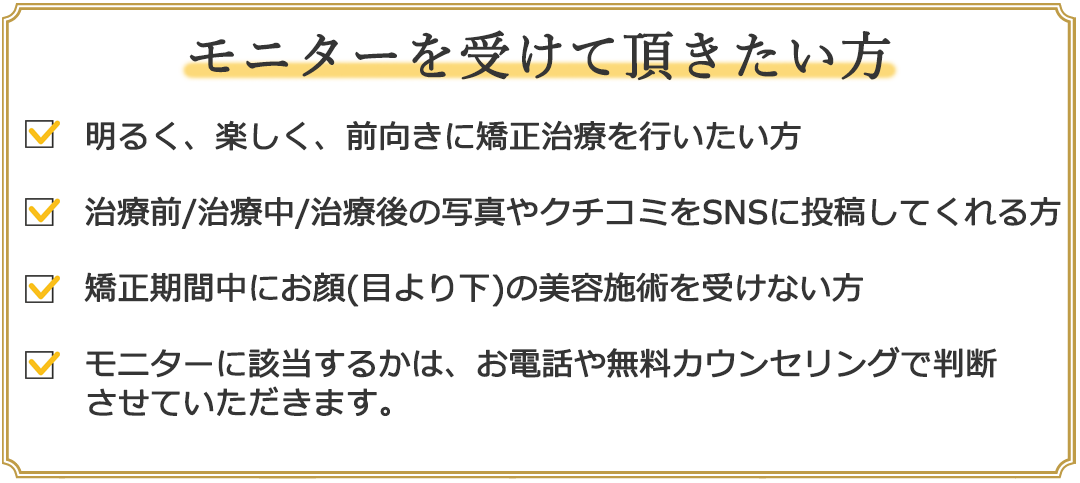 モニターを受けて頂きたい方
明るく、楽しく、前向きに矯正治療を行いたい方
治療前/治療中/治療後の写真やクチコミをSNSに投稿してくれる方
矯正期間中にお顔(目より下)の美容施術を受けない方
モニターに該当するかは、お電話や無料カウンセリングで判断
させていただきます。